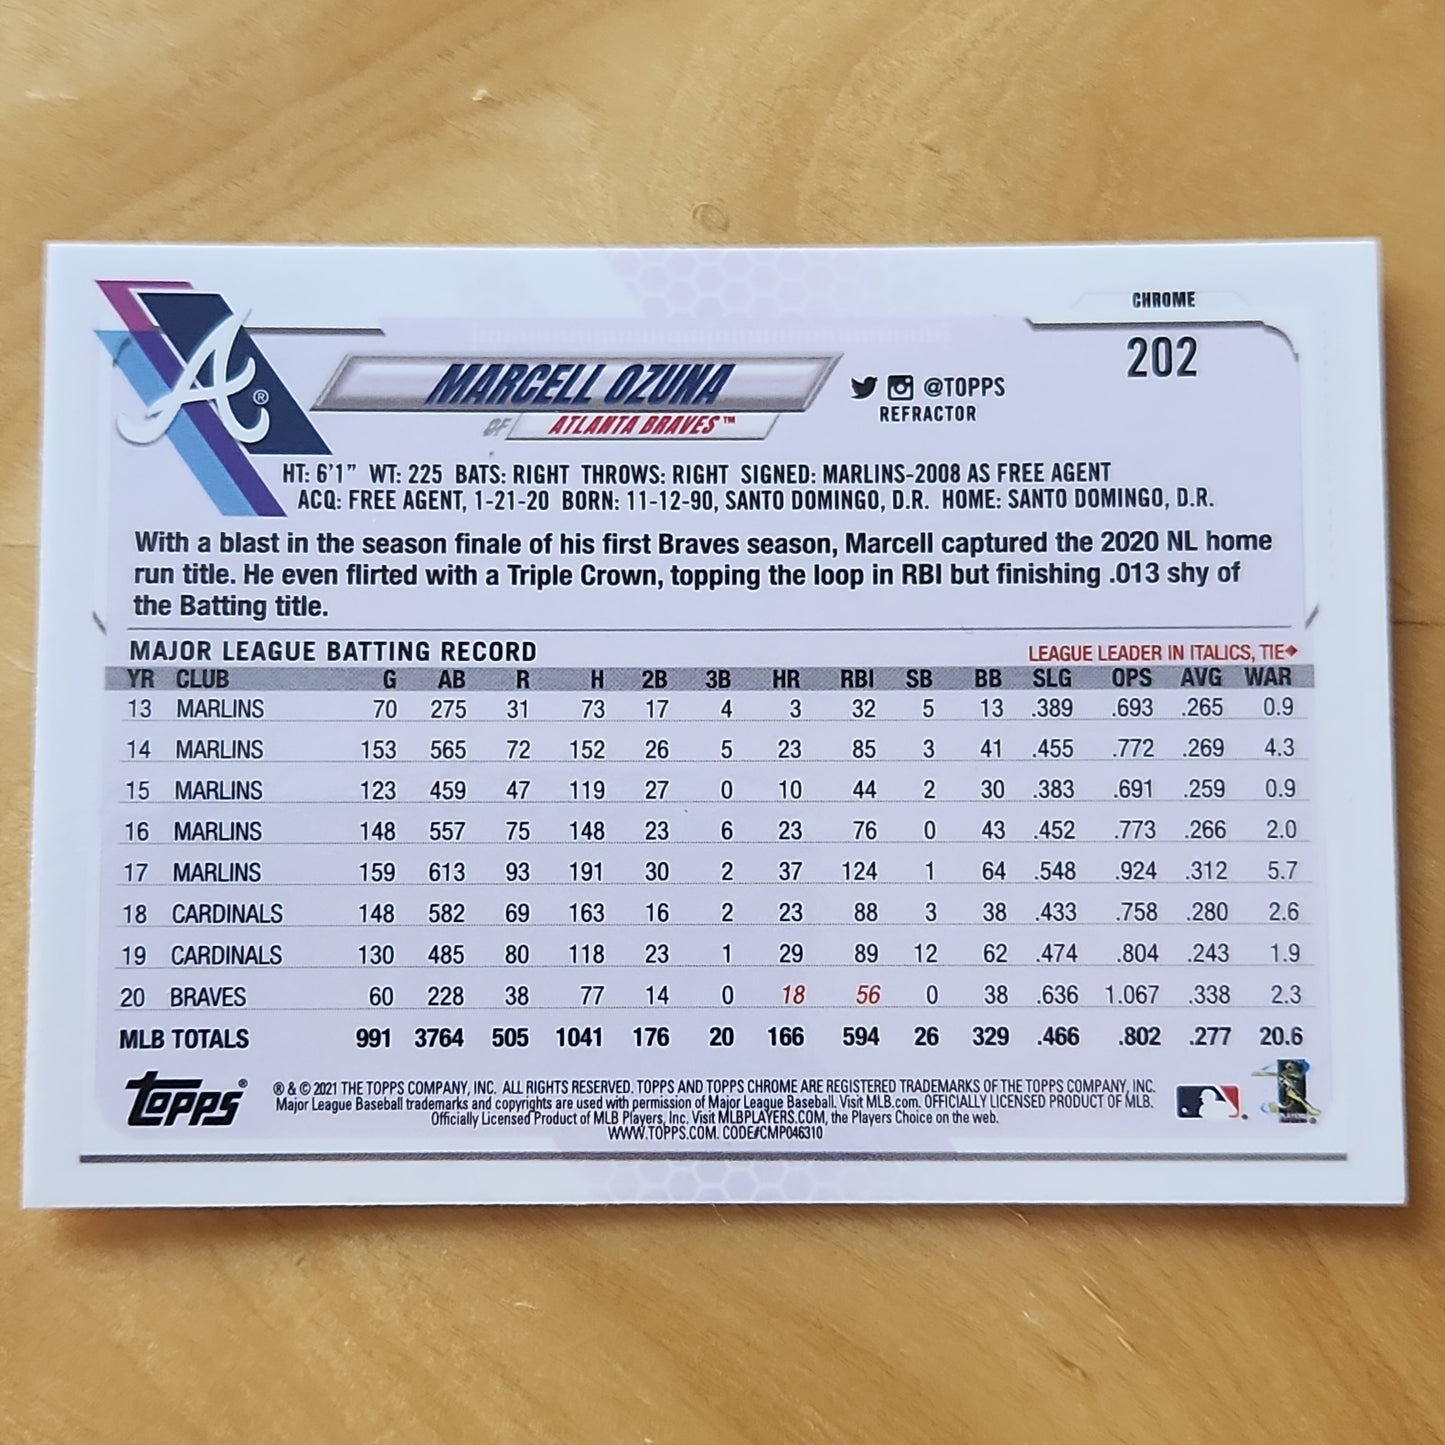 CHROME
202
A ®
MARCELL OZUNA
@TOPPS
REFRACTOR
OF ATLANTA BRAVES™
HT: 6'1" WT: 225 BATS: RIGHT THROWS: RIGHT SIGNED: MARLINS-2008 AS FREE AGENT
ACQ: FREE AGENT, 1-21-20 BORN: 11-12-90, SANTO DOMINGO, D.R. HOME: SANTO DOMINGO, D.R.
With a blast in the season finale of his first Braves season, Marcell captured the 2020 NL home
run title. He even flirted with a Triple Crown, topping the loop in RBI but finishing .013 shy of
the Batting title.
MAJOR LEAGUE BATTING RECORD LEAGUE LEADER IN ITALICS, TIE◆
YR CLUB G AB R H 2B 3B HR RBI SB BB SLG OPS AVG WAR
13 MARLINS 70 275 31 73 17 4 3 32 5 13 .389 .693 .265 0.9
14 MARLINS 153 565 72 152 26 5 23 85 3 41 .455 .772 .269 4.3
15 MARLINS 123 459 47 119 27 0 10 44 2 30 .383 .691 .259 0.9
16 MARLINS 148 557 75 148 23 6 23 76 0 43 .452 .773 .266 2.0
17 MARLINS 159 613 93 191 30 2 37 124 1 64 .548 .924 .312 5.7
18 CARDINALS 148 582 69 163 16 2 23 88 3 38 .433 .758 .280 2.6
19 CARDINALS 130 485 80 118 23 1 29 89 12 62 .474 .804 .243 1.9
20 BRAVES 60 228 38 77 14 0 18 56 0 38 .636 1.067 .338 2.3
MLB TOTALS 991 3764 505 1041 176 20 166 594 26 329 .466 .802 .277 20.6
topps®
® & © 2021 THE TOPPS COMPANY, INC. ALL RIGHTS RESERVED. TOPPS AND TOPPS CHROME ARE REGISTERED TRADEMARKS OF THE TOPPS COMPANY, INC.
Major League Baseball trademarks and copyrights are used with permission of Major League Baseball. Visit MLB.com. OFFICIALLY LICENSED PRODUCT OF MLB.
Officially Licensed Product of MLB Players, Inc. Visit MLBPLAYERS.COM, the Players Choice on the web.
WWW.TOPPS.COM. CODE#CMP046310